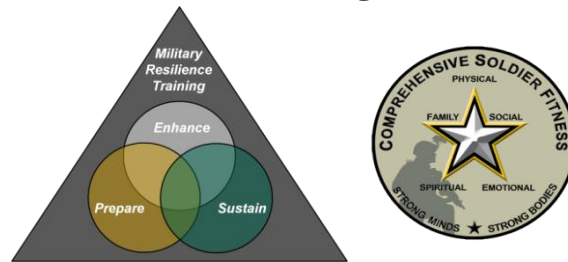 Military
Resilience
Training
Enhance
Prepare
Sustain
COMPREHENSIVE SOLDIER FITNESS
PHYSICAL
FAMILY
SOCIAL
SPIRITUAL
EMOTIONAL
STRONG MINDS ★ STRONG BODIES